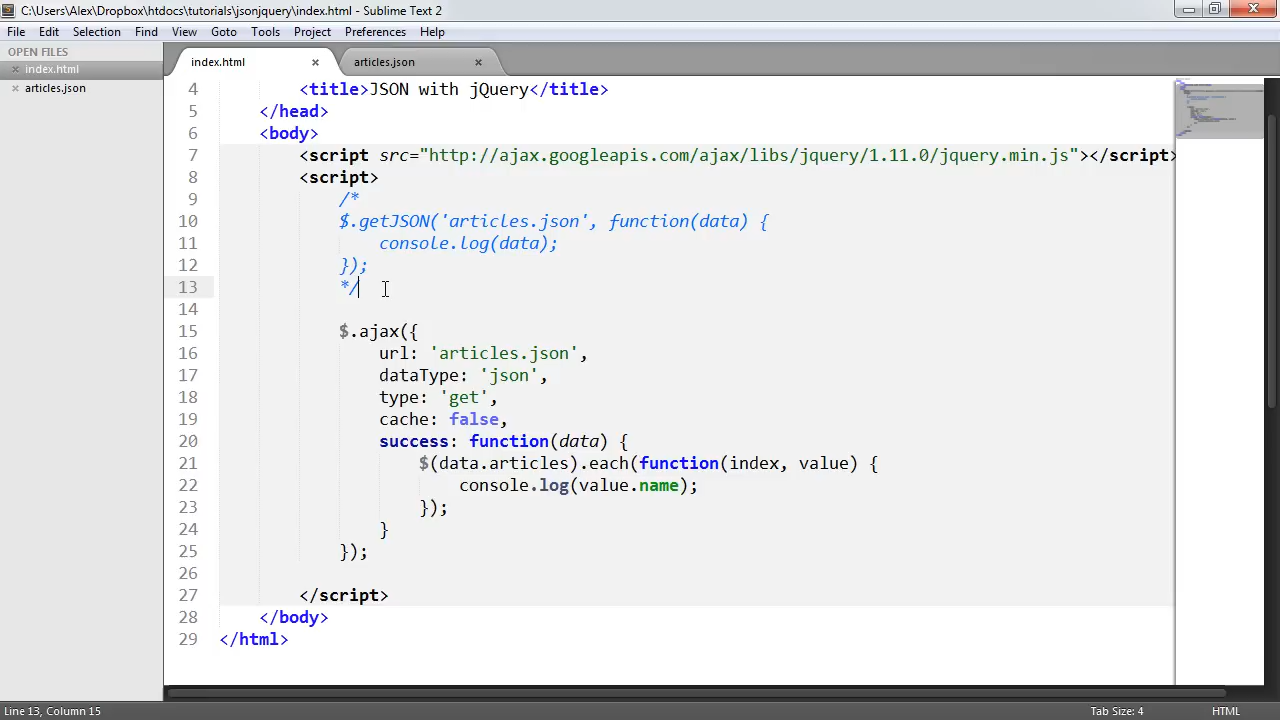 C:\Users\Alex\Dropbox\htdocs\tutorials\jsonjquery\index.html - Sublime Text 2
File Edit Selection Find View Goto Tools Project Preferences Help
OPEN FILES
index.html
articles.json
index.html articles.json
4 <title>JSON with jQuery</title>
5 </head>
6 <body>
7 <script src="http://ajax.googleapis.com/ajax/libs/jquery/1.11.0/jquery.min.js"></script>
8 <script>
9 /*
10 $.getJSON('articles.json', function(data) {
11 console.log(data);
12 });
13 */
14
15 $.ajax({
16 url: 'articles.json',
17 dataType: 'json',
18 type: 'get',
19 cache: false,
20 success: function(data) {
21 $(data.articles).each(function(index, value) {
22 console.log(value.name);
23 });
24 }
25 });
26
27 </script>
28 </body>
29 </html>
Line 13, Column 15 Tab Size: 4 HTML